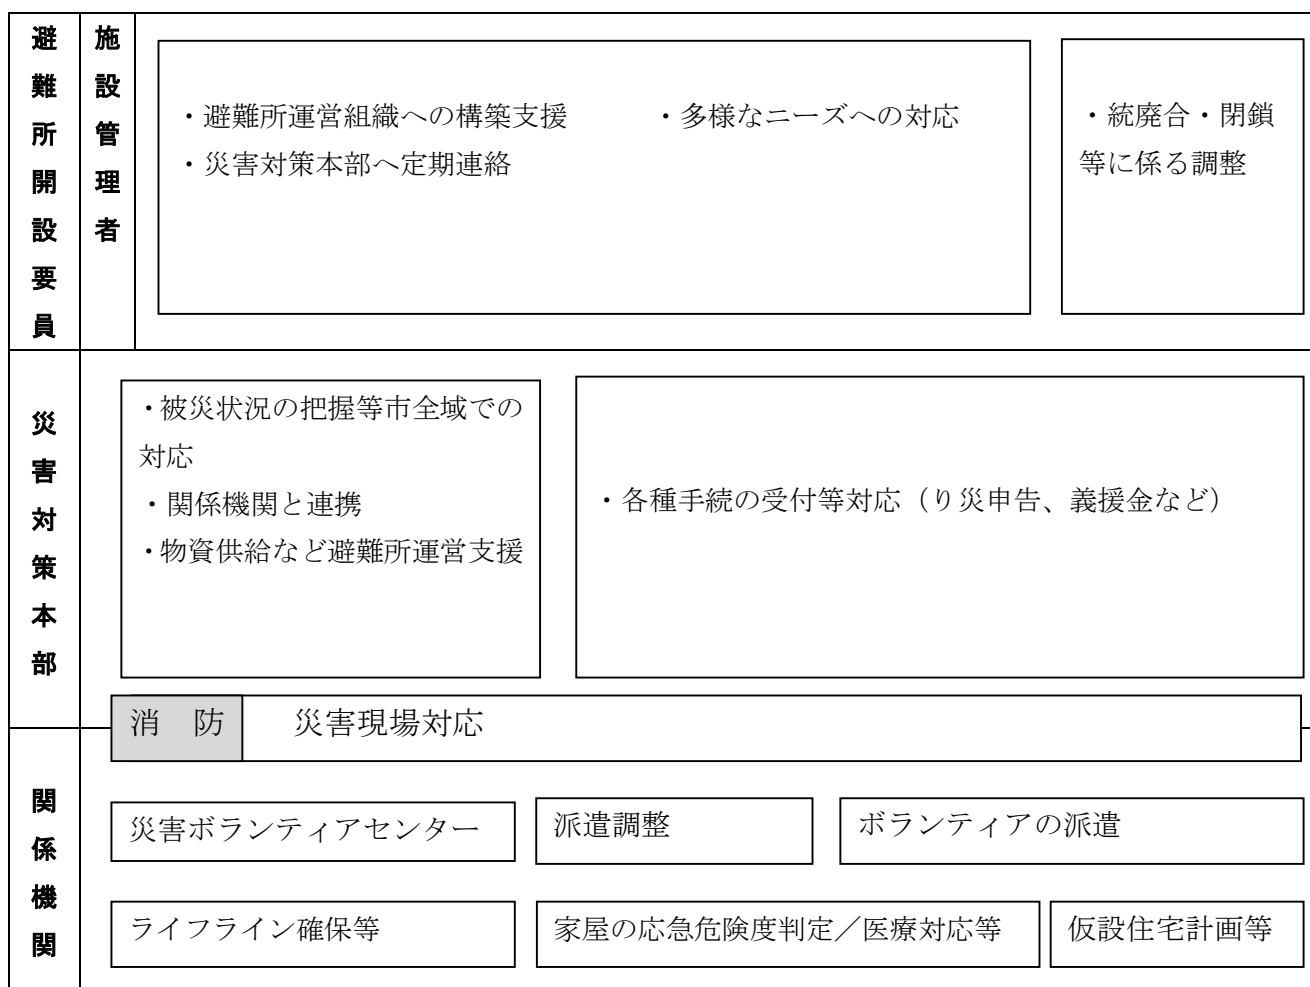 避難所開設要員
施設管理者
・避難所運営組織への構築支援
・多様なニーズへの対応
・災害対策本部へ定期連絡
・統廃合・閉鎖
等に係る調整
災害対策本部
・被災状況の把握等市全域での
対応
・関係機関と連携
・物資供給など避難所運営支援
・各種手続の受付等対応（り災申告、義援金など）
消　防
災害現場対応
関係機関
災害ボランティアセンター
派遣調整
ボランティアの派遣
ライフライン確保等
家屋の応急危険度判定／医療対応等
仮設住宅計画等